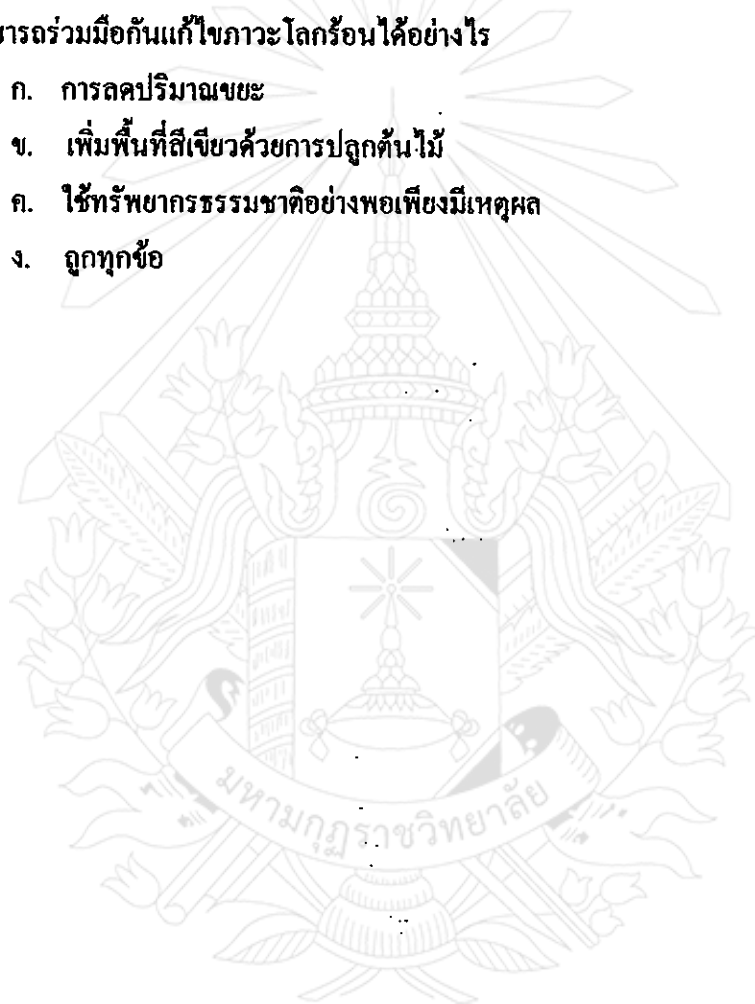 ารถร่วมมือกันแก้ไขภาวะโลกร้อนได้อย่างไร
ก. การลดปริมาณขยะ
ข. เพิ่มพื้นที่สีเขียวด้วยการปลูกต้นไม้
ค. ใช้ทรัพยากรธรรมชาติอย่างพอเพียงมีเหตุผล
ง. ถูกทุกข้อ
มหามกุฏราชวิทยาลัย